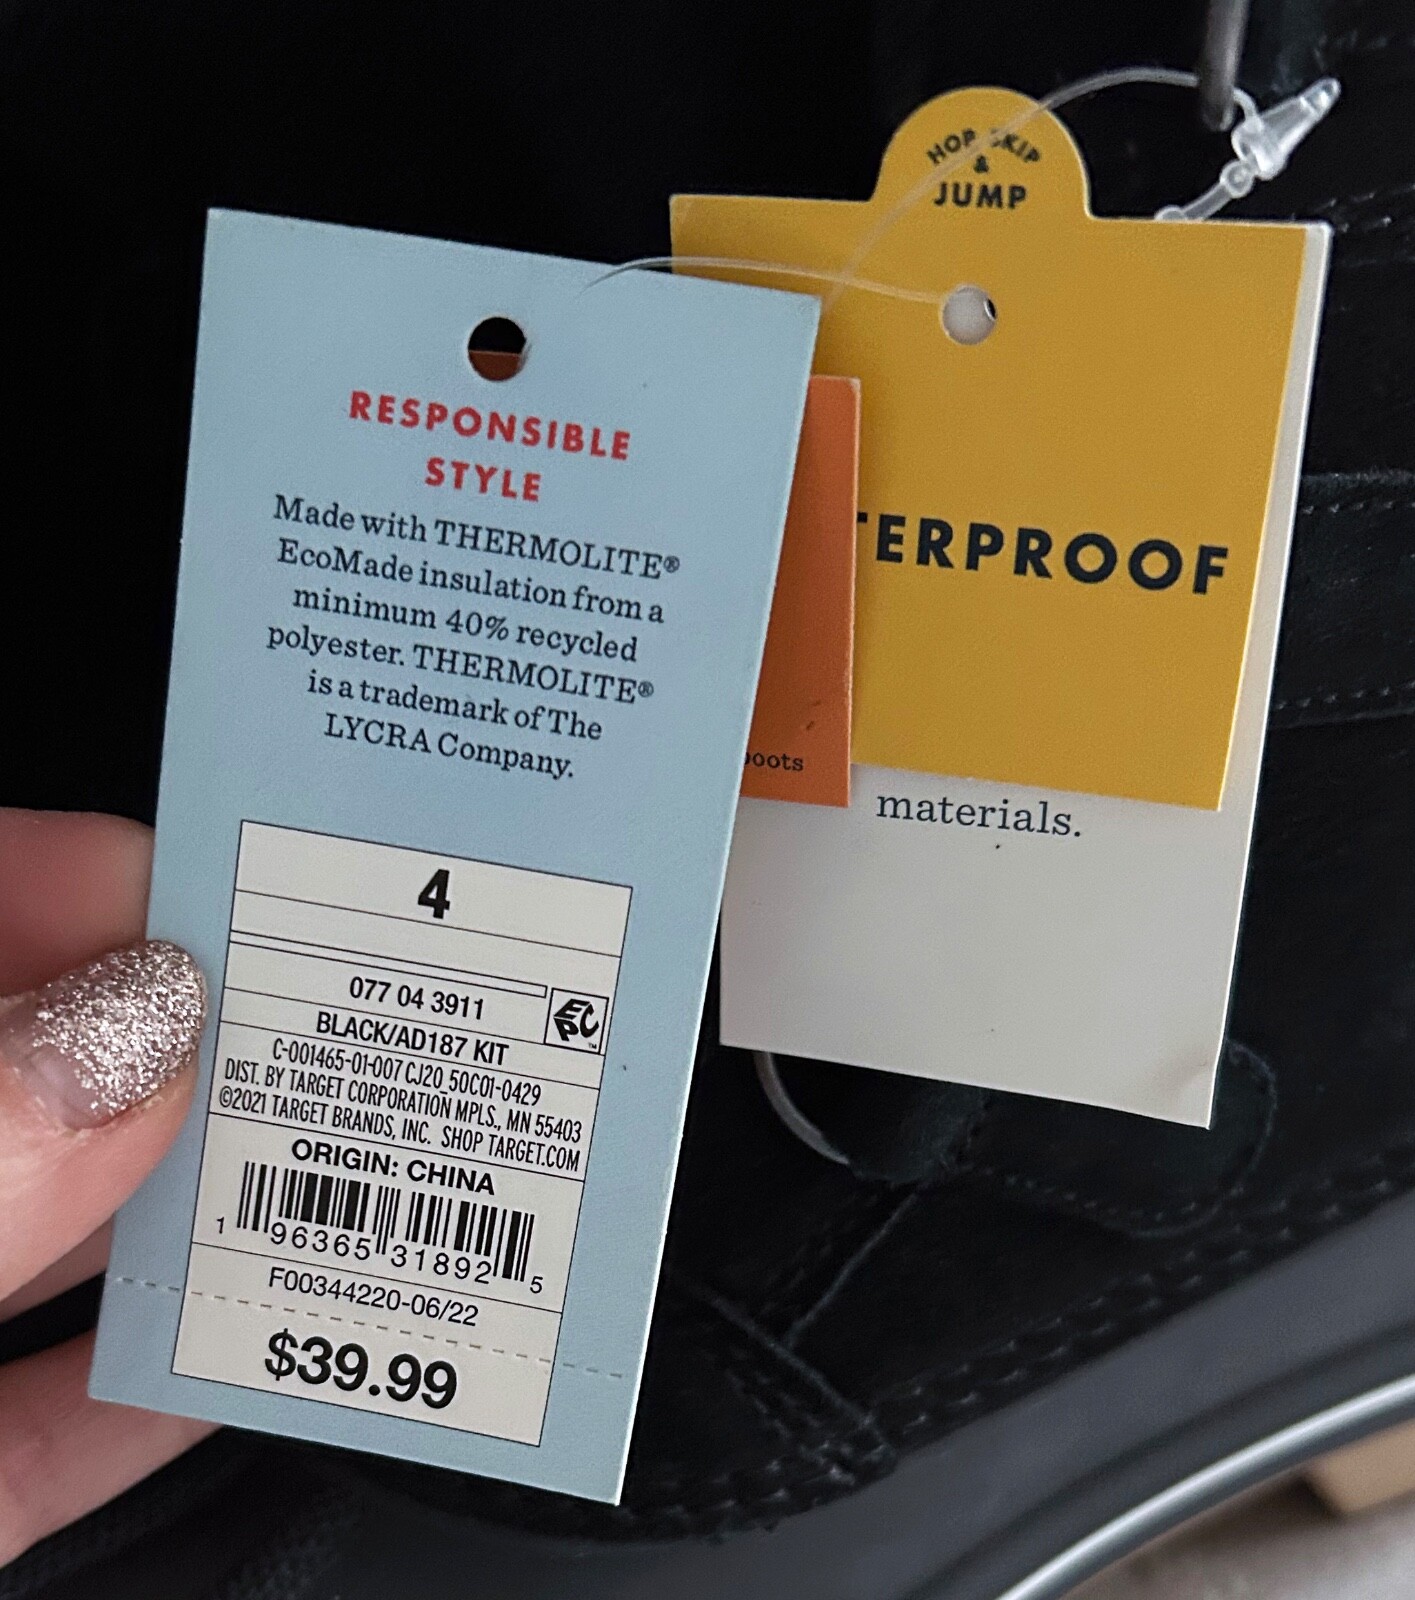 RESPONSIBLE
STYLE
Made with THERMOLITE®
EcoMade insulation from a
minimum 40% recycled
polyester. THERMOLITE®
is a trademark of The
LYCRA Company.
4
077 04 3911
EPC™
BLACK/AD187 KIT
C-001465-01-007 CJ20_50C01-0429
DIST. BY TARGET CORPORATION MPLS., MN 55403
©2021 TARGET BRANDS, INC. SHOP TARGET.COM
ORIGIN: CHINA
1 96365 31892 5
F00344220-06/22
$39.99
HOP SKIP
&
JUMP
TERPROOF
boots
materials.